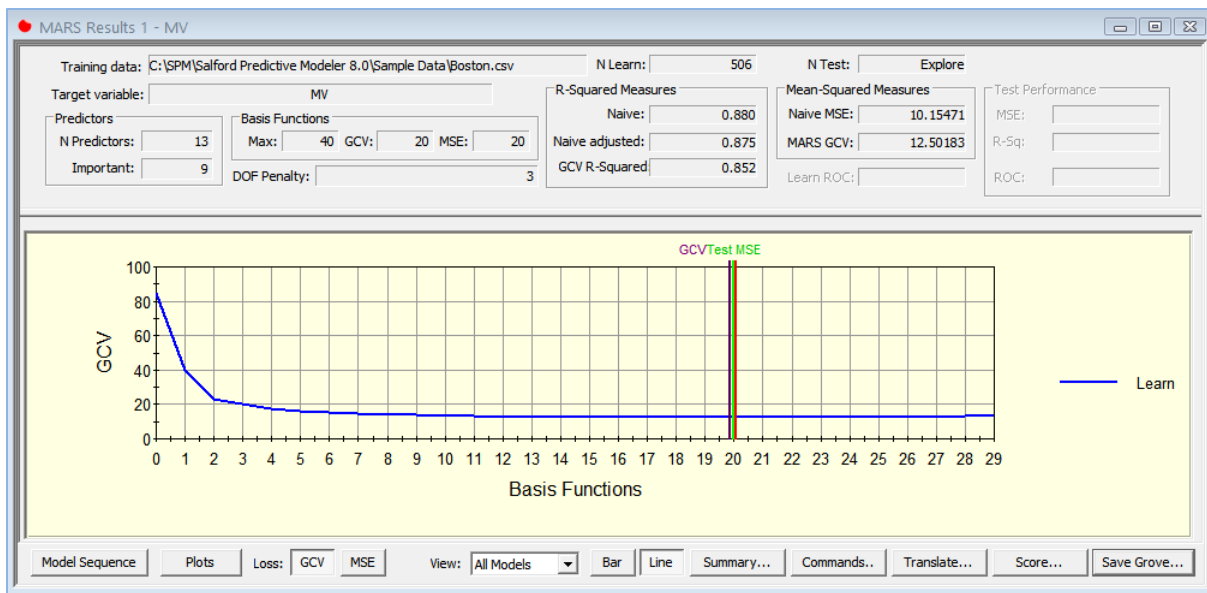 MARS Results 1 - MV
Training data: C:\SPM\Salford Predictive Modeler 8.0\Sample Data\Boston.csv N Learn: 506 N Test: Explore
Target variable: MV
R-Squared Measures
Mean-Squared Measures
Test Performance
Predictors
Basis Functions
Naive: 0.880
Naive MSE: 10.15471
MSE:
N Predictors: 13
Max: 40 GCV: 20 MSE: 20
Naive adjusted: 0.875
MARS GCV: 12.50183
R-Sq:
Important: 9
DOF Penalty: 3
GCV R-Squared: 0.852
Learn ROC:
ROC:
GCVTest MSE
100
80
60
40
20
0
GCV
Learn
0 1 2 3 4 5 6 7 8 9 10 11 12 13 14 15 16 17 18 19 20 21 22 23 24 25 26 27 28 29
Basis Functions
Model Sequence Plots Loss: GCV MSE View: All Models Bar Line Summary... Commands.. Translate... Score... Save Grove...